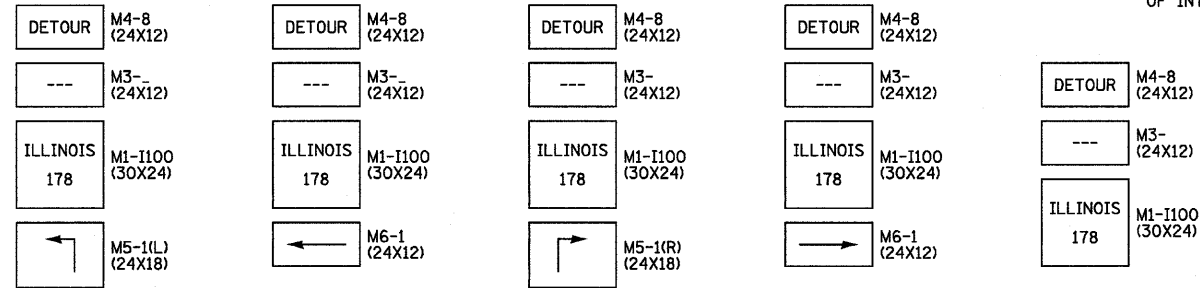 OF
DETOUR M4-8
(24X12)
--- M3-_
(24X12)
ILLINOIS
178
M1-I100
(30X24)
M5-1(L)
(24X18)
DETOUR M4-8
(24X12)
--- M3-_
(24X12)
ILLINOIS
178
M1-I100
(30X24)
M6-1
(24X12)
DETOUR M4-8
(24X12)
--- M3-
(24X12)
ILLINOIS
178
M1-I100
(30X24)
M5-1(R)
(24X18)
DETOUR M4-8
(24X12)
--- M3-
(24X12)
ILLINOIS
178
M1-I100
(30X24)
M6-1
(24X12)
DETOUR M4-8
(24X12)
--- M3-
(24X12)
ILLINOIS
178
M1-I100
(30X24)